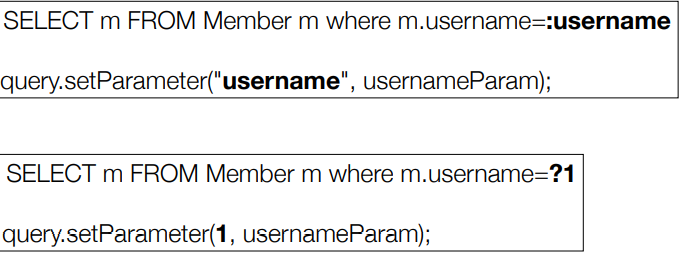 SELECT m FROM Member m where m.username=:username
query.setParameter("username", usernameParam);
SELECT m FROM Member m where m.username=?1
query.setParameter(1, usernameParam);